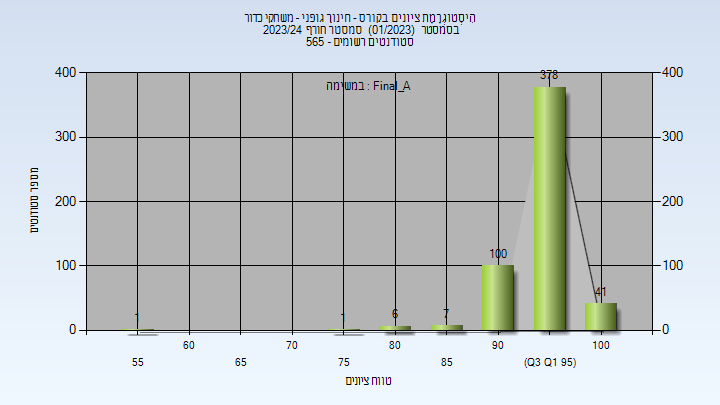 היסטוגרמת ציונים בקורס - חינוך גופני - משחקי כדור
בסמסטר (01/2023) סמסטר חורף 2023/24
סטודנטים רשומים - 565
במשימה : Final_A
מספר סטודנטים
400 400
300 300
200 200
100 100
0 0
1 1 6 7 100 378 41
55 60 65 70 75 80 85 90 (Q3 Q1 95) 100
טווח ציונים